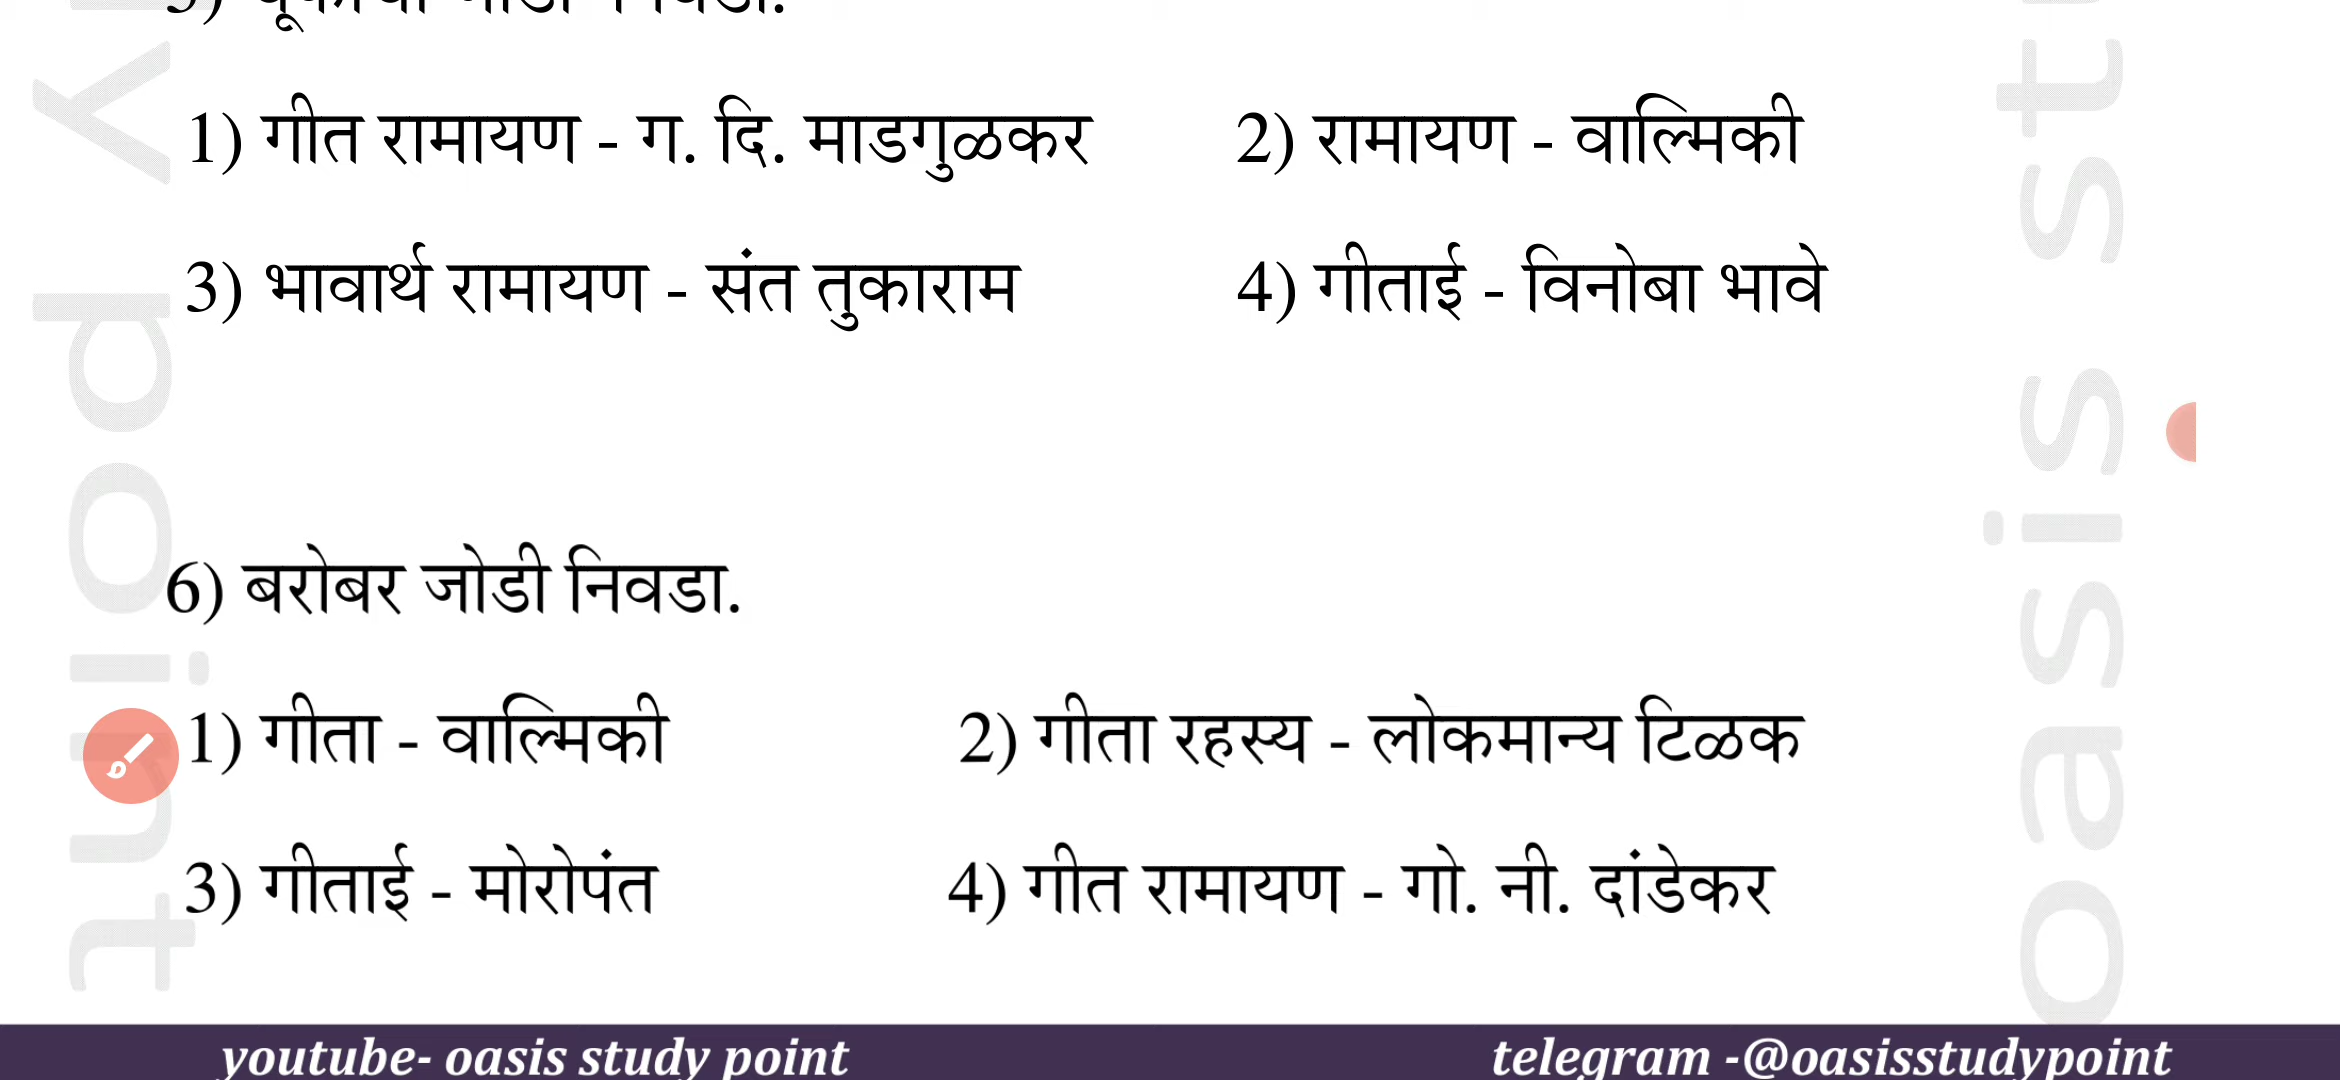 1) गीत रामायण - ग. दि. माडगुळकर 2) रामायण - वाल्मिकी
3) भावार्थ रामायण - संत तुकाराम 4) गीताई - विनोबा भावे
6) बरोबर जोडी निवडा.
1) गीता - वाल्मिकी 2) गीता रहस्य - लोकमान्य टिळक
3) गीताई - मोरोपंत 4) गीत रामायण - गो. नी. दांडेकर
youtube- oasis study point telegram -@oasisstudypoint